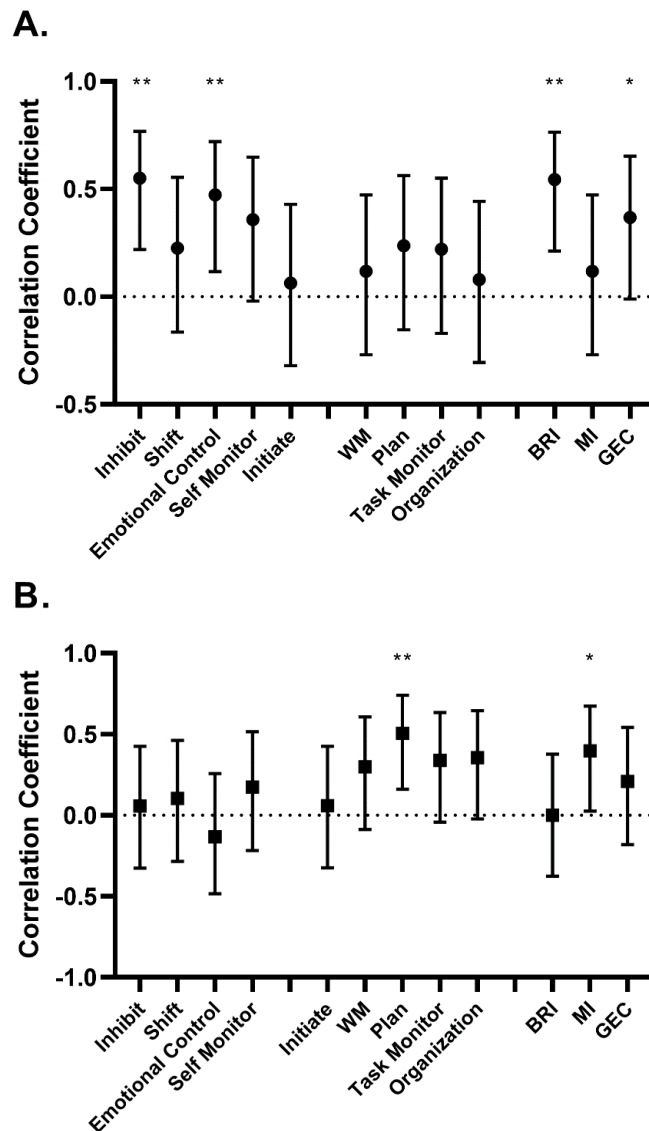 A.
** ** ** *
1.0
0.5
0.0
-0.5
Correlation Coefficient
Inhibit
Shift
Emotional Control
Self Monitor
Initiate
WM
Plan
Task Monitor
Organization
BRI
MI
GEC
B.
** *
1.0
0.5
0.0
-0.5
-1.0
Correlation Coefficient
Inhibit
Shift
Emotional Control
Self Monitor
Initiate
WM
Plan
Task Monitor
Organization
BRI
MI
GEC